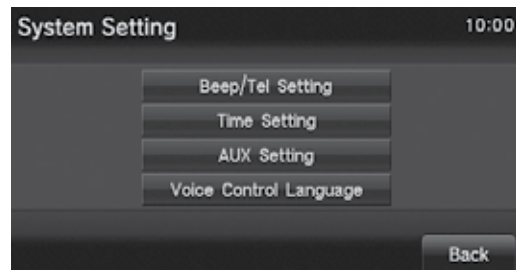 System Setting 10:00
Beep/Tel Setting
Time Setting
AUX Setting
Voice Control Language
Back